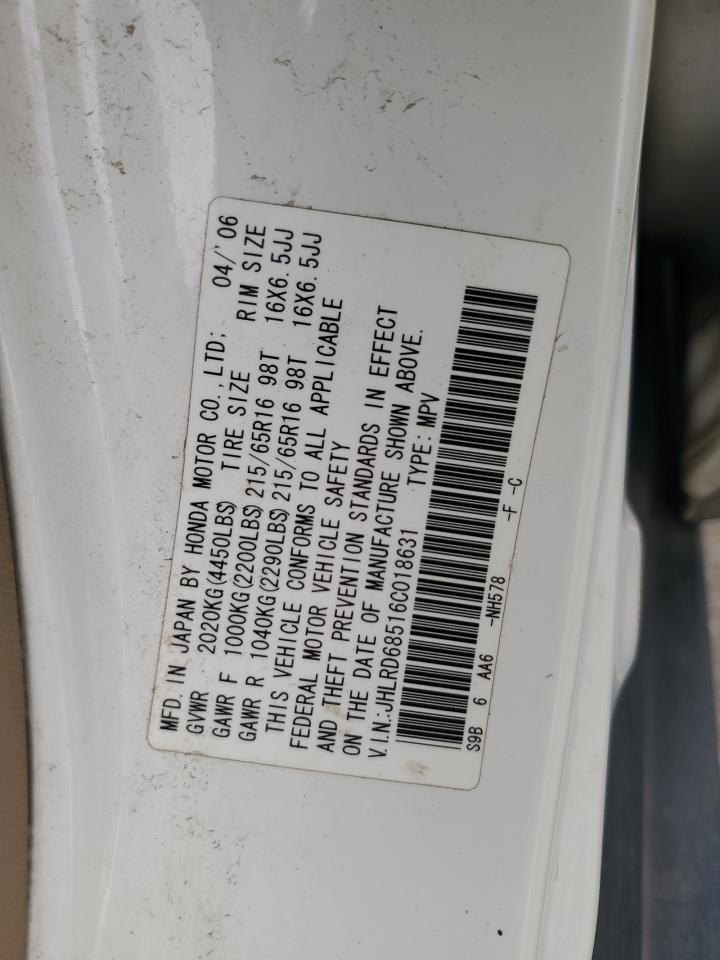 MFD. IN JAPAN BY HONDA MOTOR CO., LTD. 04/'06
GVWR 2020KG(4450LBS) TIRE SIZE RIM SIZE
GAWR F 1000KG(2200LBS) 215/65R16 98T 16X6.5JJ
GAWR R 1040KG(2290LBS) 215/65R16 98T 16X6.5JJ
THIS VEHICLE CONFORMS TO ALL APPLICABLE
FEDERAL MOTOR VEHICLE SAFETY
AND THEFT PREVENTION STANDARDS IN EFFECT
ON THE DATE OF MANUFACTURE SHOWN ABOVE.
V.I.N.:JHLRD68516C018631 TYPE:MPV
S9B 6 AA6 -NH578 -F -C